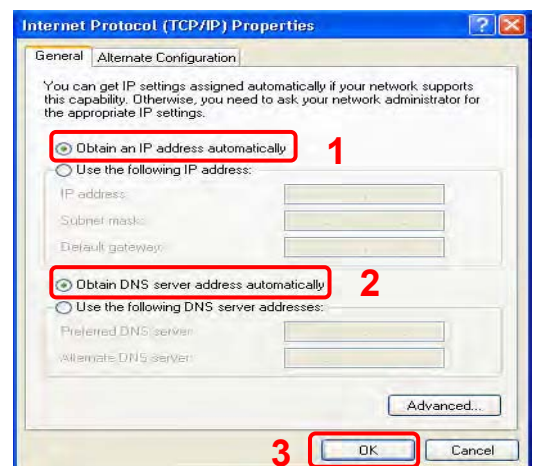 Internet Protocol (TCP/IP) Properties
General Alternate Configuration
You can get IP settings assigned automatically if your network supports
this capability. Otherwise, you need to ask your network administrator for
the appropriate IP settings.
Obtain an IP address automatically 1
Use the following IP address:
IP address:
Subnet mask:
Default gateway:
Obtain DNS server address automatically 2
Use the following DNS server addresses:
Preferred DNS server:
Alternate DNS server:
Advanced...
3 OK Cancel